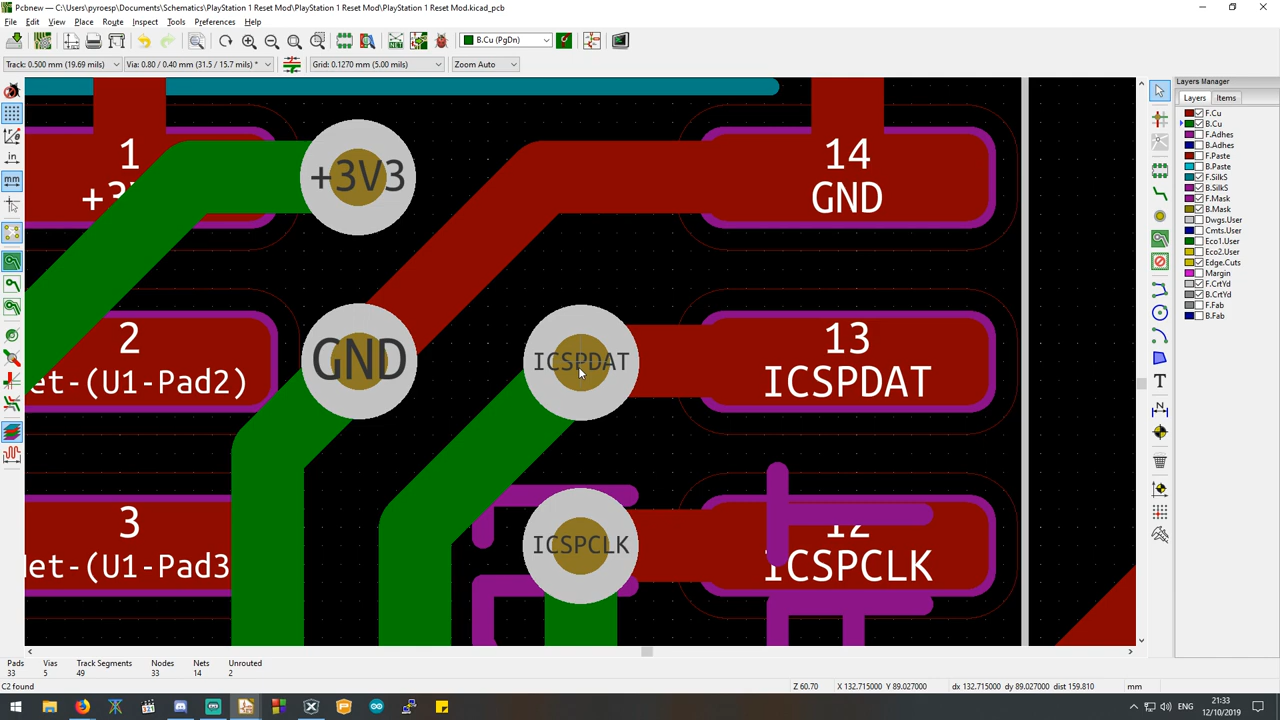 Pcbnew — C:\Users\pyroesp\Documents\Schematics\PlayStation 1 Reset Mod\PlayStation 1 Reset Mod\PlayStation 1 Reset Mod.kicad_pcb
File Edit View Place Route Inspect Tools Preferences Help
B.Cu (PgDn)
Track: 0.500 mm (19.69 mils) Via: 0.80 / 0.40 mm (31.5 / 15.7 mils) * Grid: 0.1270 mm (5.00 mils) Zoom Auto
Layers Manager
Layers Items
F.Cu
B.Cu
F.Adhes
B.Adhes
F.Paste
B.Paste
F.SilkS
B.SilkS
F.Mask
B.Mask
Dwgs.User
Cmts.User
Eco1.User
Eco2.User
Edge.Cuts
Margin
F.CrtYd
B.CrtYd
F.Fab
B.Fab
in
mm
1
+3V3
14
GND
2
et-(U1-Pad2)
GND
ICSPDAT
13
ICSPDAT
3
let-(U1-Pad3
ICSPCLK
12
ICSPCLK
Pads Vias Track Segments Nodes Nets Unrouted
33 5 49 33 14 2
C2 found Z 60.70 X 132.715000 Y 89.027000 dx 132.715000 dy 89.027000 dist 159.810 mm
ENG 21:33
12/10/2019